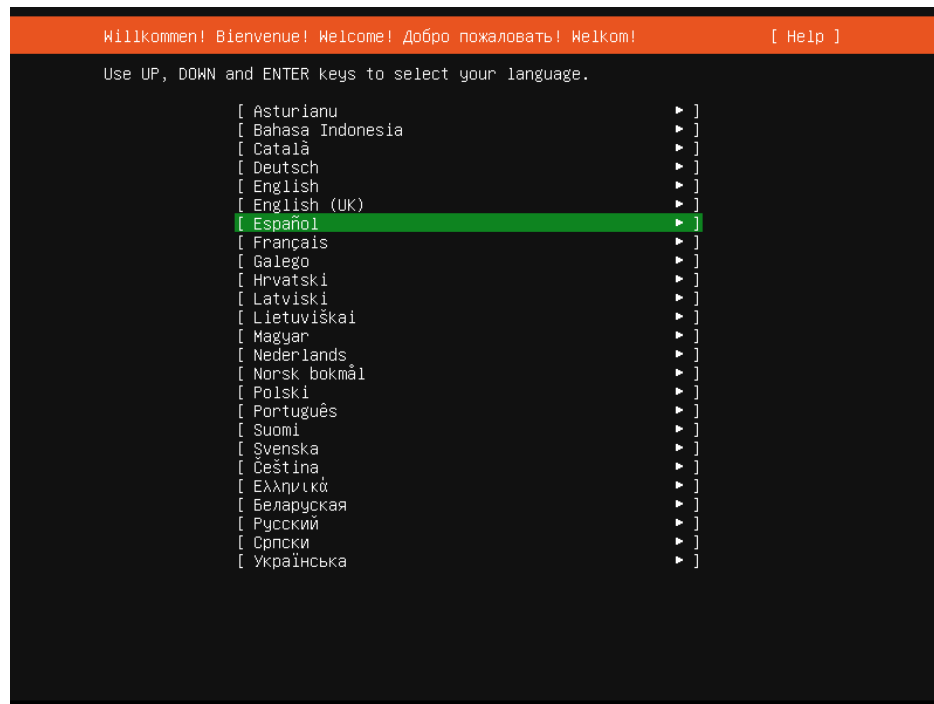 Willkommen! Bienvenue! Welcome! Добро пожаловать! Welkom! [ Help ]
Use UP, DOWN and ENTER keys to select your language.
[ Asturianu ► ]
[ Bahasa Indonesia ► ]
[ Català ► ]
[ Deutsch ► ]
[ English ► ]
[ English (UK) ► ]
[ Español ► ]
[ Français ► ]
[ Galego ► ]
[ Hrvatski ► ]
[ Latviski ► ]
[ Lietuviškai ► ]
[ Magyar ► ]
[ Nederlands ► ]
[ Norsk bokmål ► ]
[ Polski ► ]
[ Português ► ]
[ Suomi ► ]
[ Svenska ► ]
[ Čeština ► ]
[ Ελληνικά ► ]
[ Беларуская ► ]
[ Русский ► ]
[ Српски ► ]
[ Українська ► ]